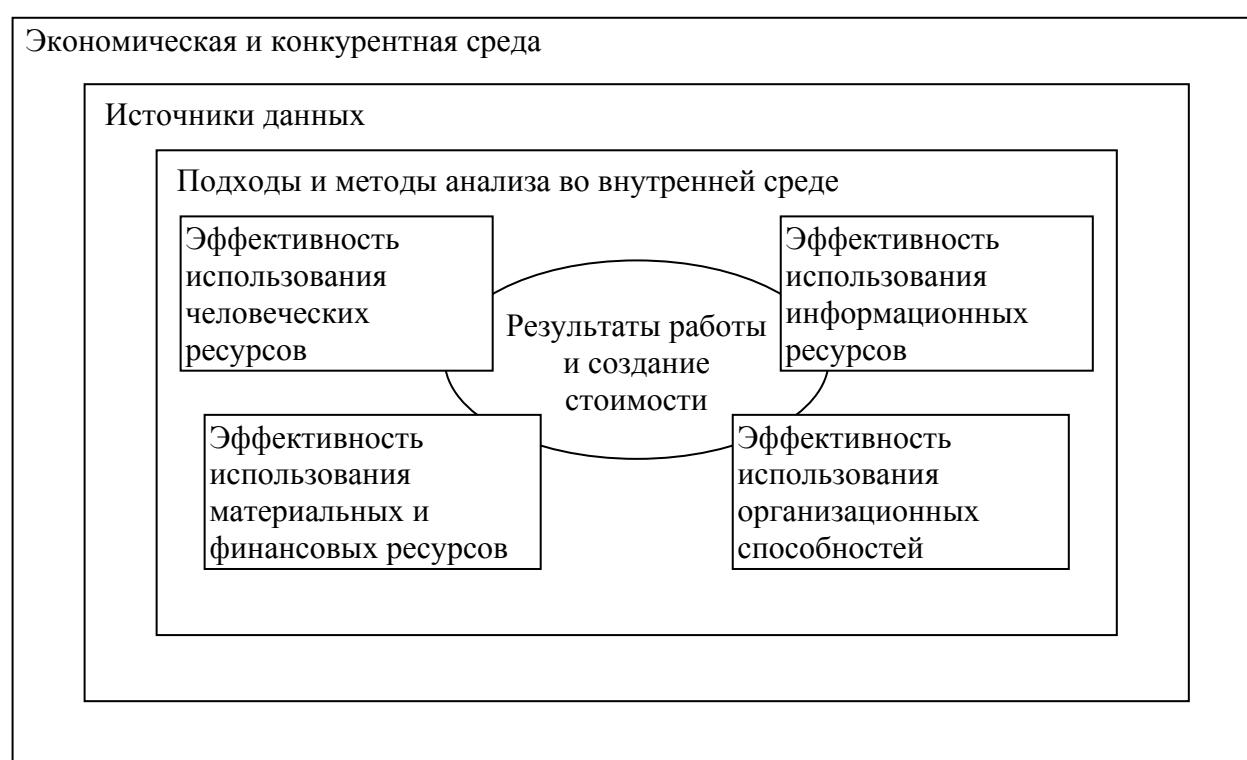 Экономическая и конкурентная среда
Источники данных
Подходы и методы анализа во внутренней среде
Эффективность
использования
человеческих
ресурсов
Эффективность
использования
информационных
ресурсов
Результаты работы
и создание
стоимости
Эффективность
использования
материальных и
финансовых ресурсов
Эффективность
использования
организационных
способностей